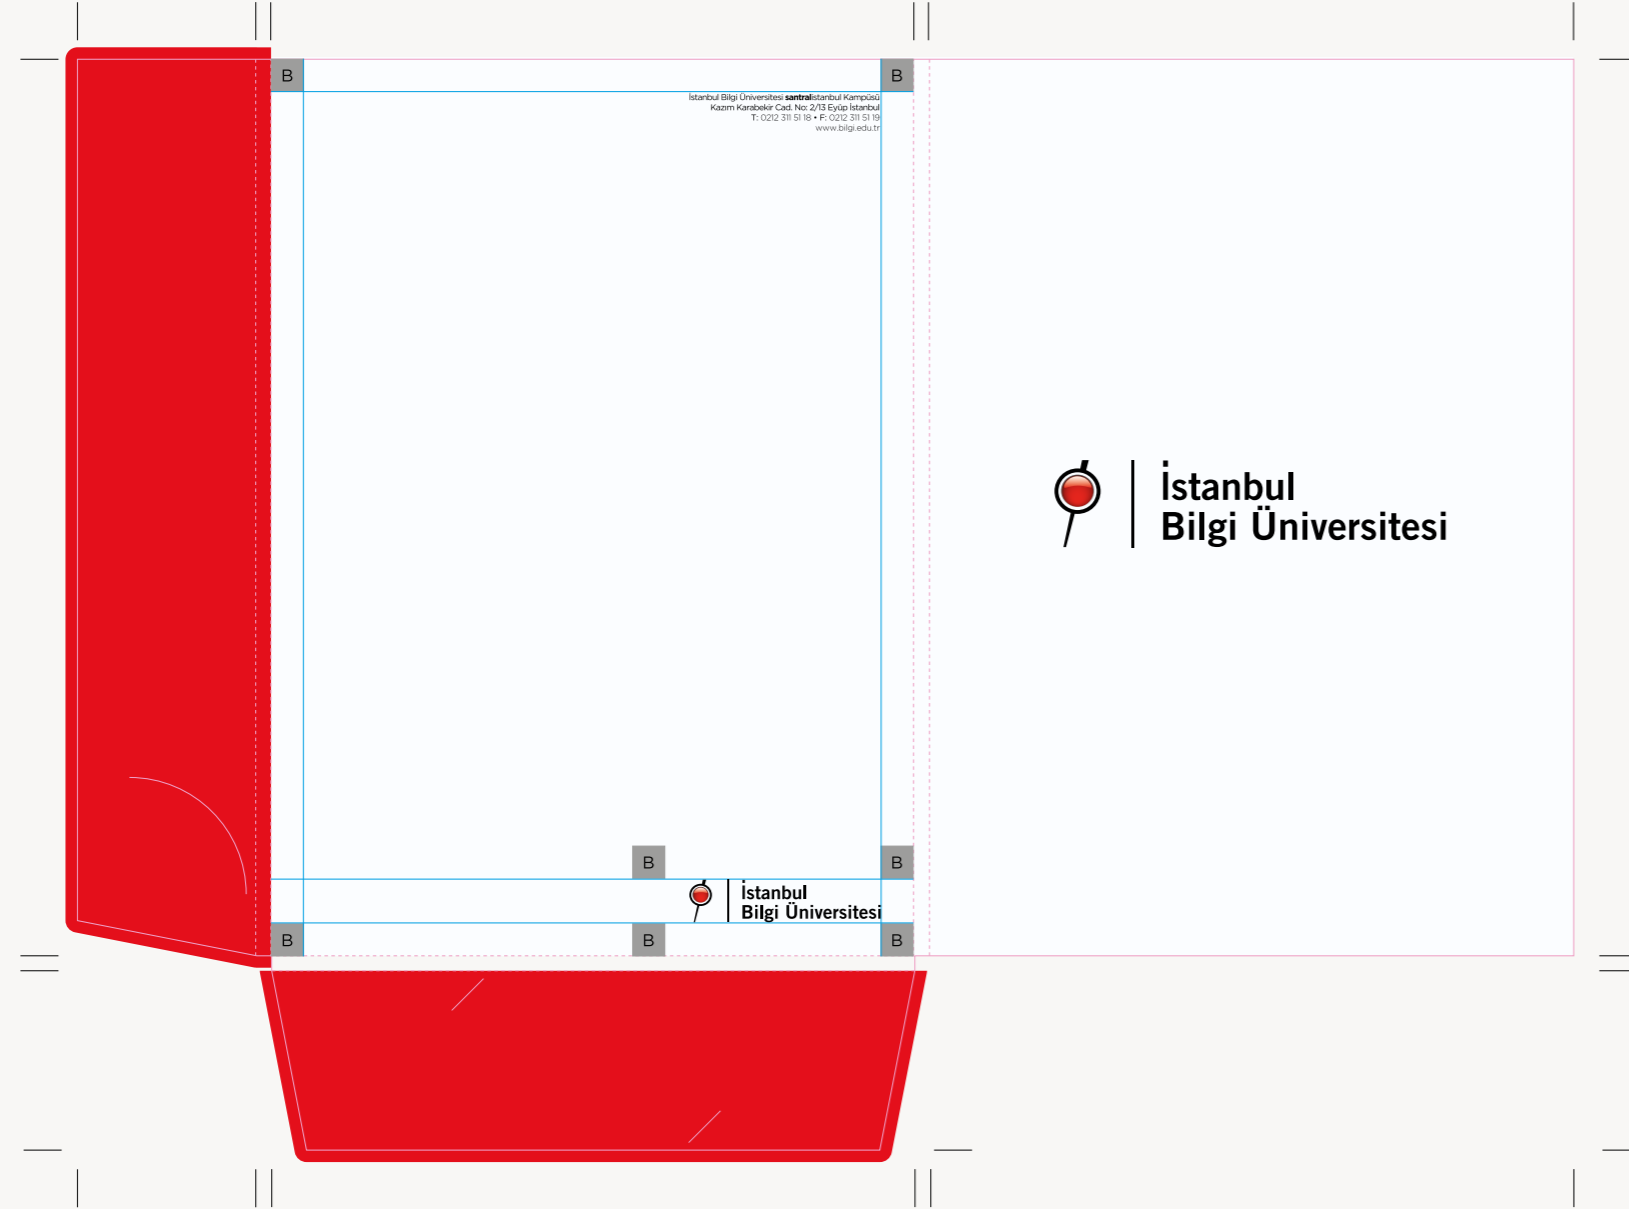 B
B
İstanbul Bilgi Üniversitesi santralistanbul Kampüsü
Kazım Karabekir Cad. No: 2/13 Eyüp İstanbul
T: 0212 311 51 18 • F: 0212 311 51 19
www.bilgi.edu.tr
İstanbul
Bilgi Üniversitesi
B
B
İstanbul
Bilgi Üniversitesi
B
B
B